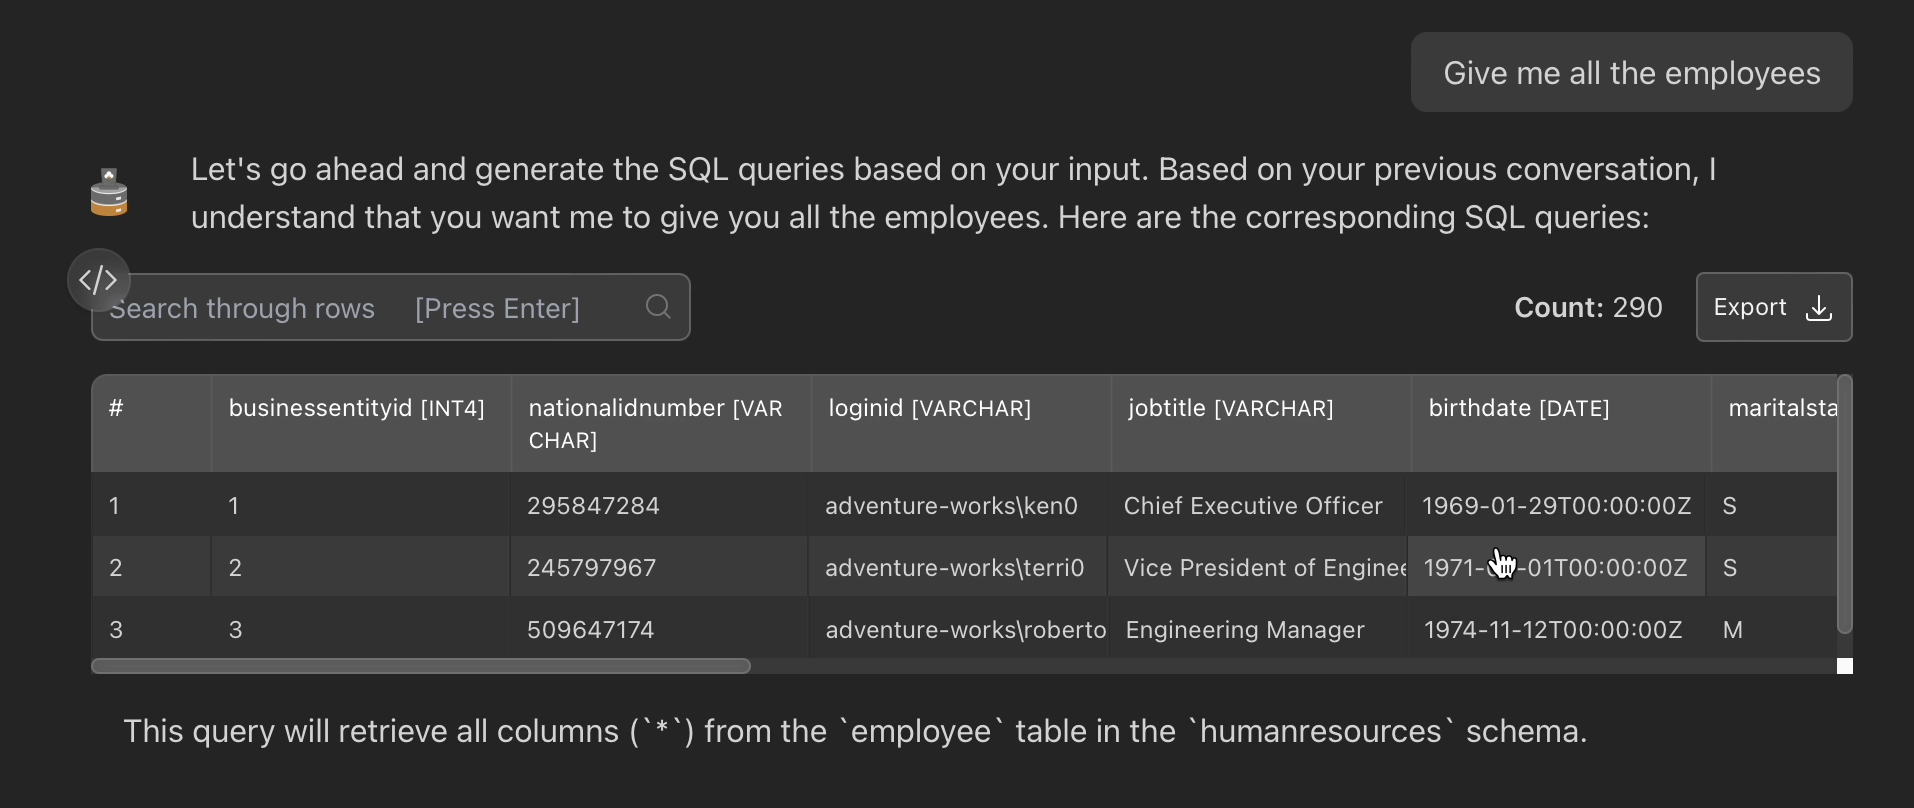 Give me all the employees
Let's go ahead and generate the SQL queries based on your input. Based on your previous conversation, I
understand that you want me to give you all the employees. Here are the corresponding SQL queries:
</>
Search through rows [Press Enter]
Count: 290
Export
# businessentityid [INT4] nationalidnumber [VAR loginid [VARCHAR] jobtitle [VARCHAR] birthdate [DATE] maritalsta
CHAR]
1 1 295847284 adventure-works\ken0 Chief Executive Officer 1969-01-29T00:00:00Z S
2 2 245797967 adventure-works\terri0 Vice President of Enginee 1971- -01T00:00:00Z S
3 3 509647174 adventure-works\roberto Engineering Manager 1974-11-12T00:00:00Z M
This query will retrieve all columns (`*`) from the `employee` table in the `humanresources` schema.